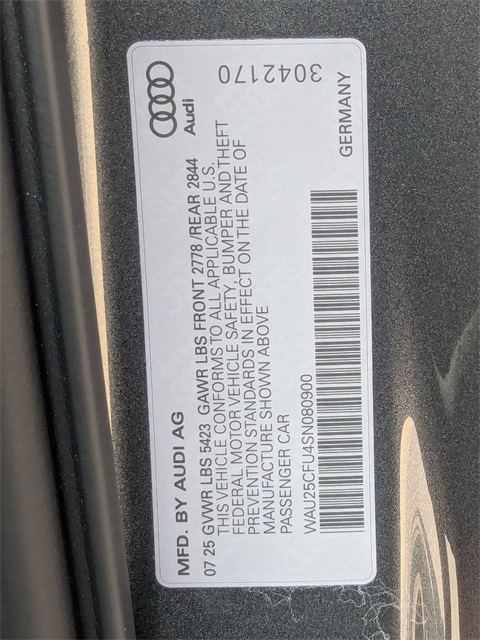 MFD. BY AUDI AG
07 25 GVWR LBS 5423 GAWR LBS FRONT 2778 /REAR 2844
THIS VEHICLE CONFORMS TO ALL APPLICABLE U.S.
FEDERAL MOTOR VEHICLE SAFETY, BUMPER AND THEFT
PREVENTION STANDARDS IN EFFECT ON THE DATE OF
MANUFACTURE SHOWN ABOVE
PASSENGER CAR
WAU25CFU4SN080900
GERMANY
Audi
3042170